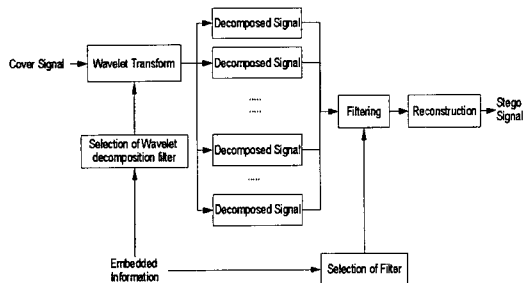 Decomposed Signal
Cover Signal
Wavelet Transform
Decomposed Signal
.....
.....
Filtering
Reconstruction
Stego
Signal
Selection of Wavelet
decomposition filter
Decomposed Signal
.....
Decomposed Signal
Embedded
Information
Selection of Filter